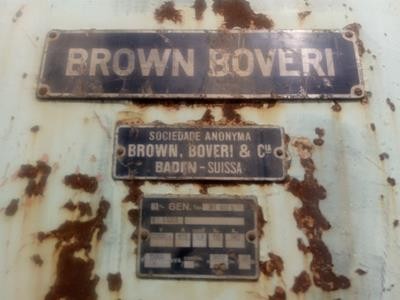 BROWN BOVERI
SOCIEDADE ANONYMA
BROWN, BOVERI & Cia
BADEN - SUISSA
GEN.